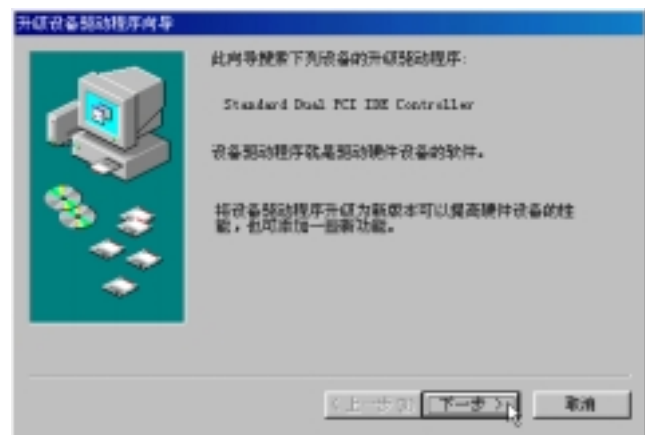 升级设备驱动程序向导
此向导搜索下列设备的升级驱动程序:
Standard Dual PCI IDE Controller
设备驱动程序就是驱动硬件设备的软件。
将设备驱动程序升级为新版本可以提高硬件设备的性
能，也可添加一些新功能。
<上一步(B) 下一步 > 取消